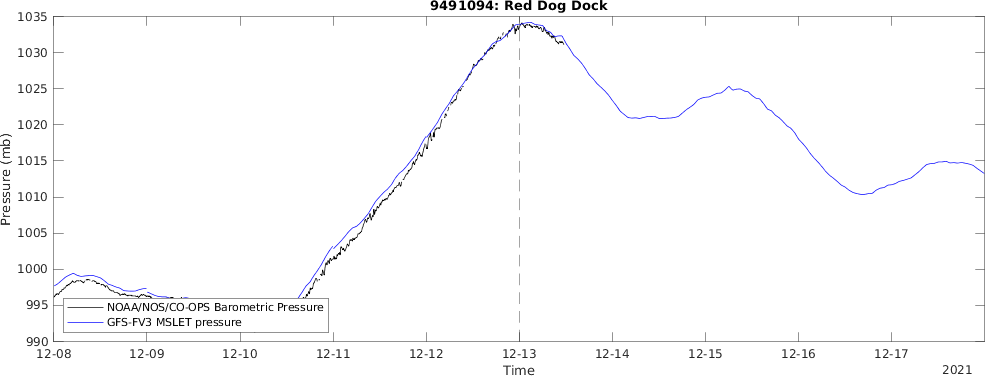 9491094: Red Dog Dock
1035
1030
1025
1020
1015
1010
1005
1000
995
990
Pressure (mb)
NOAA/NOS/CO-OPS Barometric Pressure
GFS-FV3 MSLET pressure
12-08 12-09 12-10 12-11 12-12 12-13 12-14 12-15 12-16 12-17
Time
2021